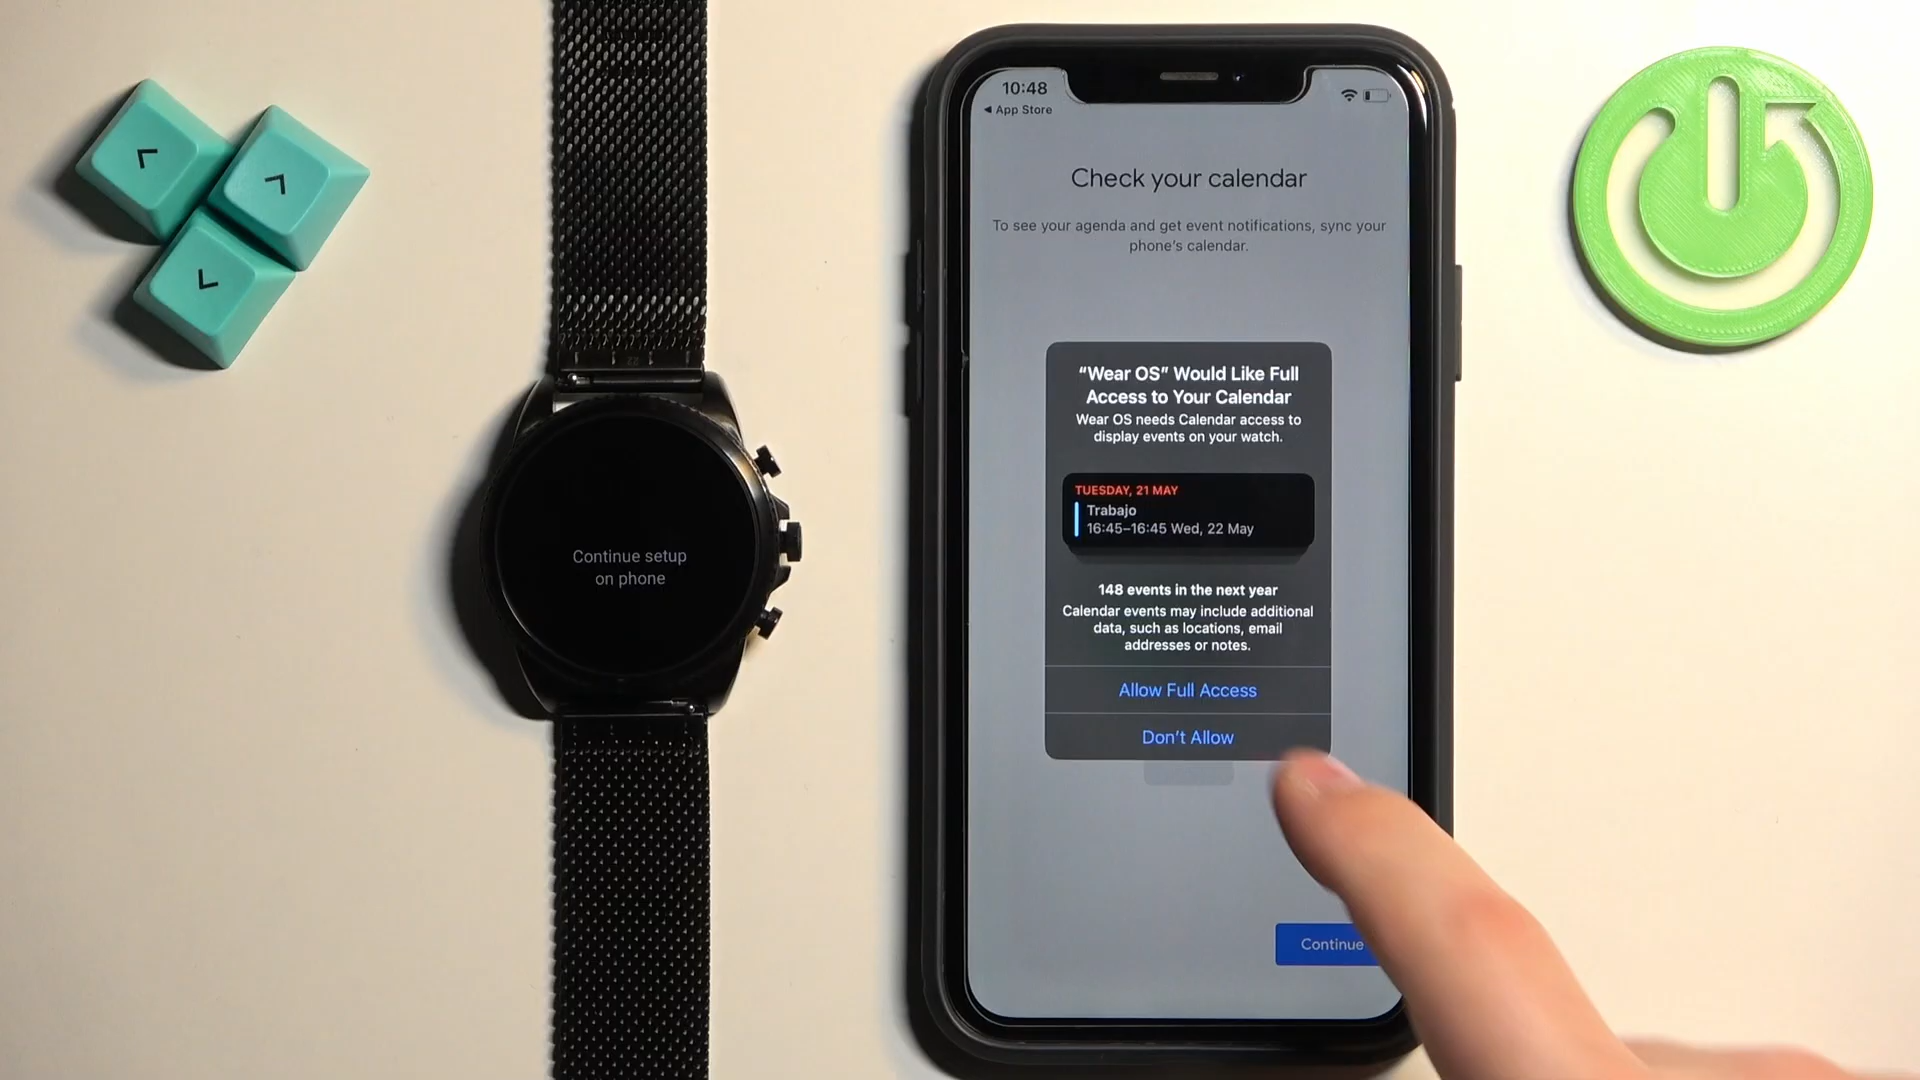 10:48
App Store
Check your calendar
To see your agenda and get event notifications, sync your
phone's calendar.
“Wear OS” Would Like Full
Access to Your Calendar
Wear OS needs Calendar access to
display events on your watch.
TUESDAY, 21 MAY
Trabajo
16:45–16:45 Wed, 22 May
148 events in the next year
Calendar events may include additional
data, such as locations, email
addresses or notes.
Allow Full Access
Don't Allow
Continue
Continue setup
on phone
22